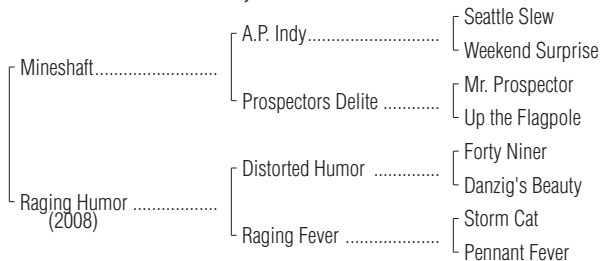 Seattle Slew
A.P. Indy............................
Weekend Surprise
Mineshaft..........................
Mr. Prospector
Prospectors Delite ............
Up the Flagpole
Forty Niner
Distorted Humor ..............
Danzig's Beauty
Raging Humor ..................
(2008)
Storm Cat
Raging Fever ....................
Pennant Fever